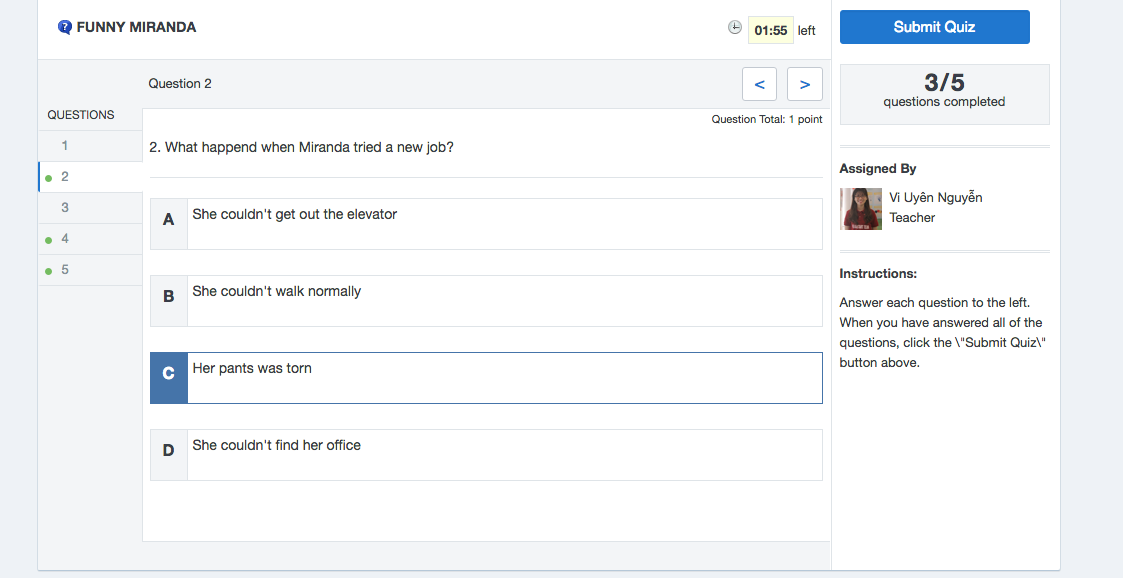 ? FUNNY MIRANDA
01:55 left
Submit Quiz
Question 2
<
>
3/5
questions completed
QUESTIONS
1
2
3
4
5
Question Total: 1 point
2. What happend when Miranda tried a new job?
A She couldn't get out the elevator
B She couldn't walk normally
C Her pants was torn
D She couldn't find her office
Assigned By
Vi Uyên Nguyễn
Teacher
Instructions:
Answer each question to the left.
When you have answered all of the
questions, click the \"Submit Quiz\"
button above.